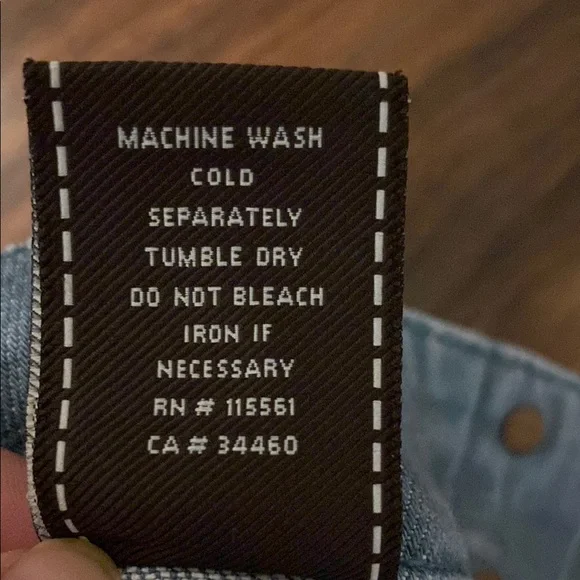 MACHINE WASH
COLD
SEPARATELY
TUMBLE DRY
DO NOT BLEACH
IRON IF
NECESSARY
RN # 115561
CA # 34460